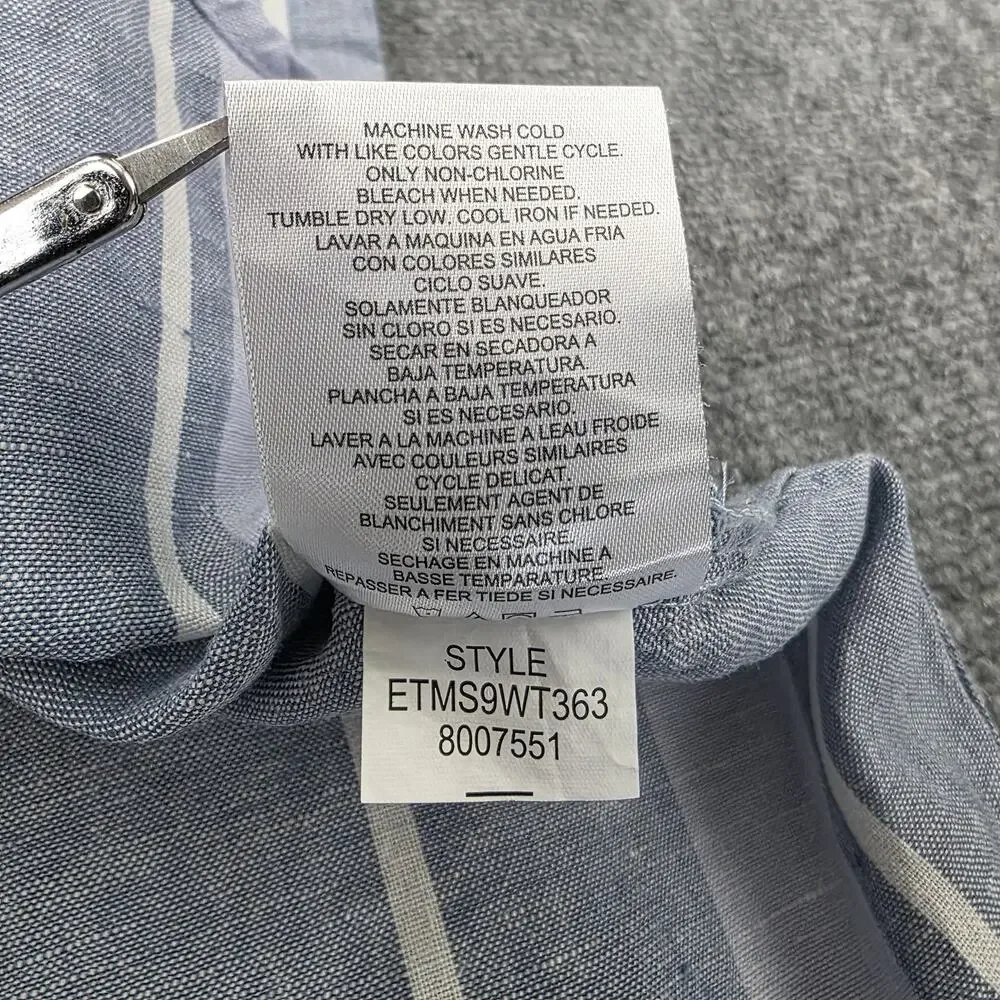 MACHINE WASH COLD
WITH LIKE COLORS GENTLE CYCLE.
ONLY NON-CHLORINE
BLEACH WHEN NEEDED.
TUMBLE DRY LOW. COOL IRON IF NEEDED.
LAVAR A MAQUINA EN AGUA FRIA
CON COLORES SIMILARES
CICLO SUAVE.
SOLAMENTE BLANQUEADOR
SIN CLORO SI ES NECESARIO.
SECAR EN SECADORA A
BAJA TEMPERATURA.
PLANCHA A BAJA TEMPERATURA
SI ES NECESARIO.
LAVER A LA MACHINE A LEAU FROIDE
AVEC COULEURS SIMILAIRES
CYCLE DELICAT.
SEULEMENT AGENT DE
BLANCHIMENT SANS CHLORE
SI NECESSAIRE.
SECHAGE EN MACHINE A
BASSE TEMPARATURE
REPASSER A FER TIEDE SI NECESSAIRE.
STYLE
ETMS9WT363
8007551